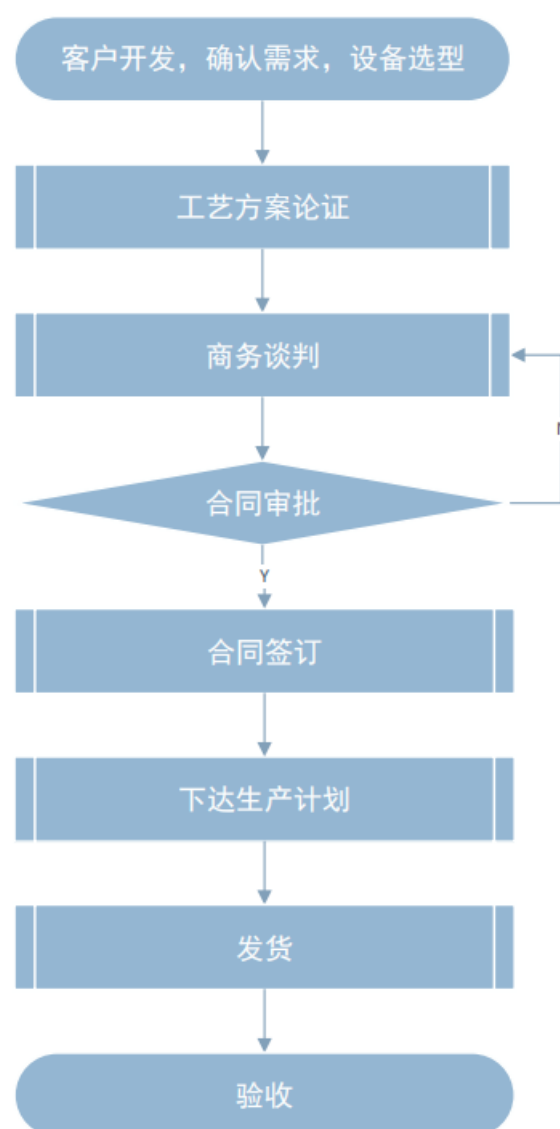 客户开发，确认需求，设备选型
工艺方案论证
商务谈判
合同审批
Y
合同签订
下达生产计划
发货
验收